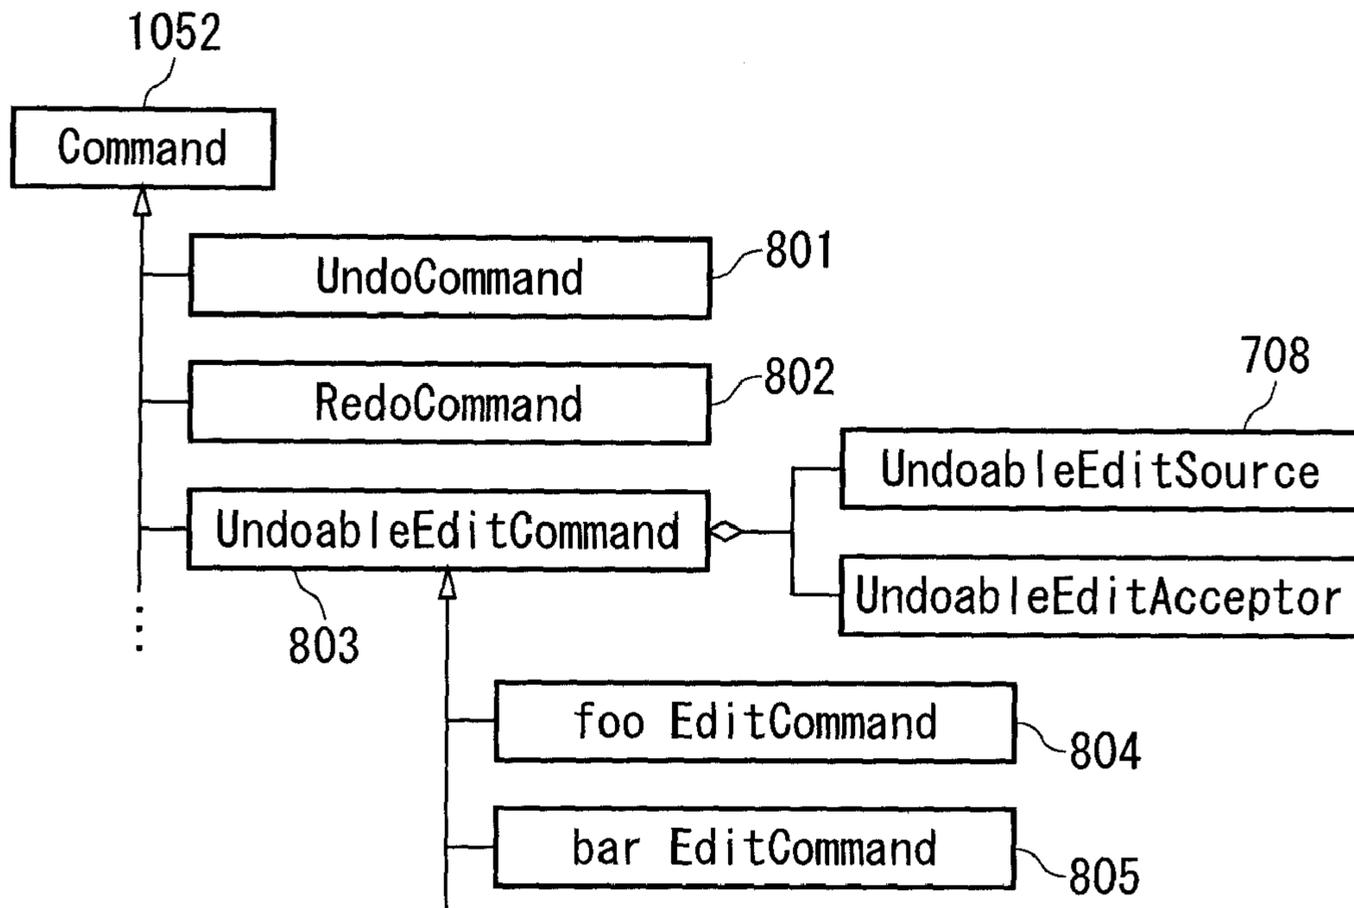 1052
Command
UndoCommand
801
RedoCommand
802
708
UndoableEditSource
UndoableEditCommand
UndoableEditAcceptor
803
foo EditCommand
804
bar EditCommand
805